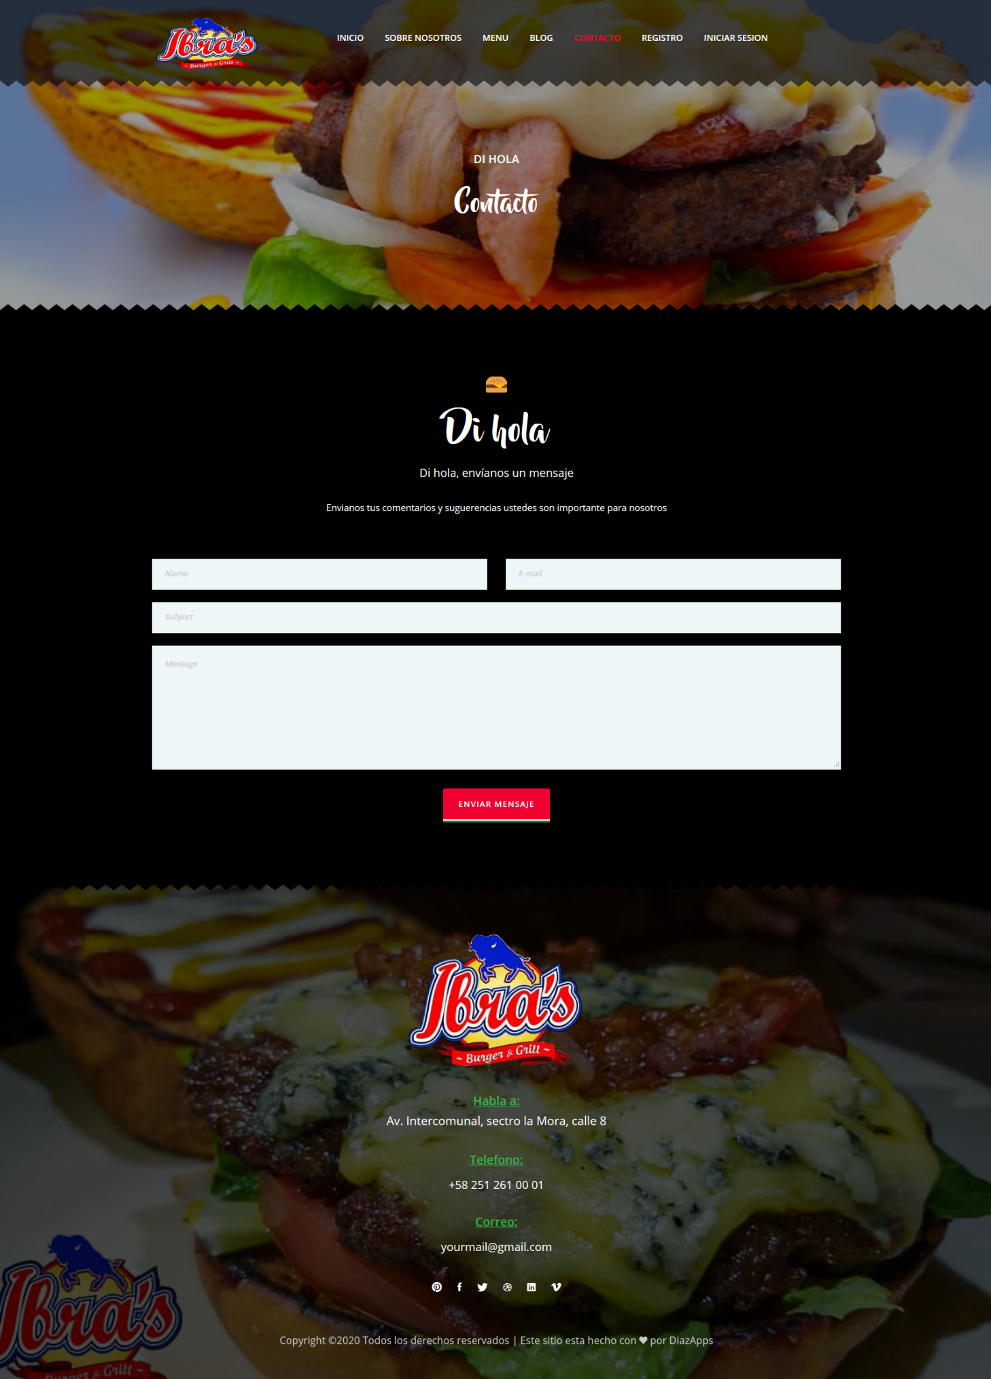 Ibra's
~ Burger & Grill ~
INICIO SOBRE NOSOTROS MENU BLOG CONTACTO REGISTRO INICIAR SESION
DI HOLA
Contacto
Di hola
Di hola, envíanos un mensaje
Envianos tus comentarios y suguerencias ustedes son importante para nosotros
Name E-mail
Subject
Message
ENVIAR MENSAJE
Ibra's
~ Burger & Grill ~
Habla a:
Av. Intercomunal, sectro la Mora, calle 8
Telefono:
+58 251 261 00 01
Correo:
yourmail@gmail.com
Ibra's
Burger & Grill
Copyright ©2020 Todos los derechos reservados | Este sitio esta hecho con ♥ por DiazApps